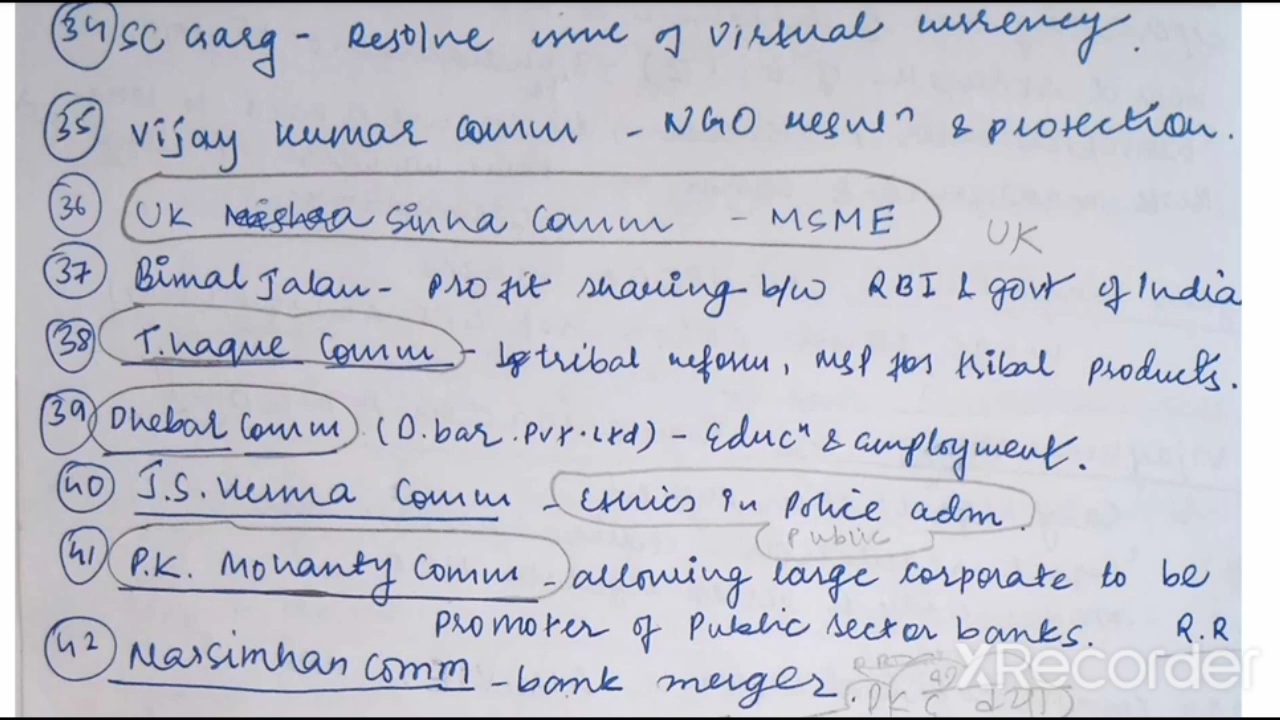 34 SC Garg - Resolve issue of virtual currency.
35 Vijay Kumar Comm - NGO regueⁿ & protection.
36 UK Sinha Comm - MSME
UK
37 Bimal Jalan - profit sharing b/w RBI & govt of India
38 T. Haque Comm - tribal reform, MSP for tribal products.
39 Dhebar Comm (D.bar. Pvt. Ltd) - Educⁿ & employment.
40 J.S. Verma Comm - Ethics in Police adm
Public
41 P.K. Mohanty Comm - allowing large corporate to be
promoter of Public sector banks. R.R
42 Narsimhan Comm - bank merger.
XRecorder